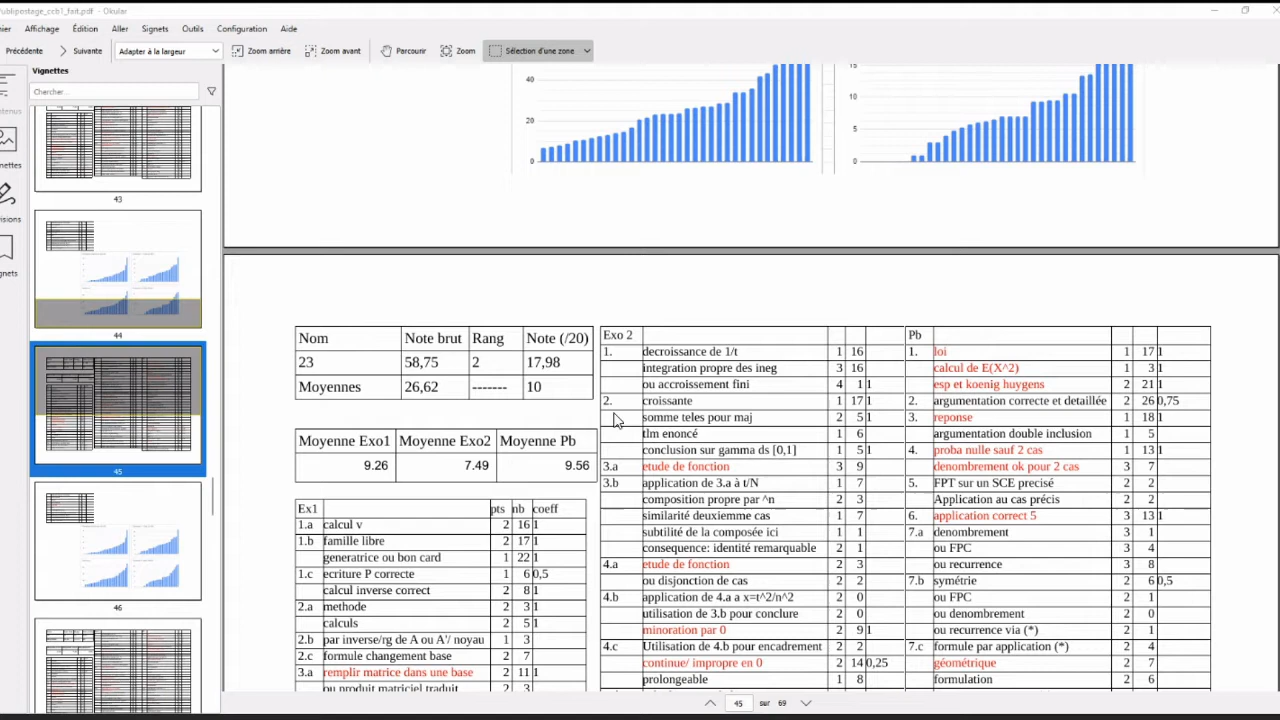 ublipostage_ccb1_fxrt.pdf - Okular
ier Affichage Édition Aller Signets Outils Configuration Aide
Précédente Suivante Adapter à la largeur Zoom arrière Zoom avant Parcourir Zoom Sélection d'une zone
Vignettes
Chercher...
43
44
45
46
40
20
0
15
10
5
0
Nom Note brut Rang Note (/20)
23 58,75 2 17,98
Moyennes 26,62 ------- 10
Moyenne Exo1 Moyenne Exo2 Moyenne Pb
9.26 7.49 9.56
Ex1 pts nb coeff
1.a calcul v 2 16 1
1.b famille libre 2 17 1
generatrice ou bon card 1 22 1
1.c ecriture P correcte 1 6 0,5
calcul inverse correct 2 8 1
2.a methode 2 3 1
calculs 2 5 1
2.b par inverse/rg de A ou A'/ noyau 1 3
2.c formule changement base 2 7
3.a remplir matrice dans une base 2 11 1
ou produit matriciel traduit 2 3
Exo 2
1. decroissance de 1/t 1 16
integration propre des ineg 3 16
ou accroissement fini 4 1 1
2. croissante 1 17 1
somme teles pour maj 2 5 1
tlm enoncé 1 6
conclusion sur gamma ds [0,1] 1 5 1
3.a etude de fonction 3 9
3.b application de 3.a à t/N 1 7
composition propre par ^n 2 3
similarité deuxiemme cas 1 7
subtilité de la composée ici 1 1
consequence: identité remarquable 2 1
4.a etude de fonction 2 3
ou disjonction de cas 2 2
4.b application de 4.a a x=t^2/n^2 2 0
utilisation de 3.b pour conclure 2 0
minoration par 0 2 9 1
4.c Utilisation de 4.b pour encadrement 2 2
continue/ impropre en 0 2 14 0,25
prolongeable 1 8
Pb
1. loi 1 17 1
calcul de E(X^2) 1 3 1
esp et koenig huygens 2 21 1
2. argumentation correcte et detaillée 2 26 0,75
3. reponse 1 18 1
argumentation double inclusion 1 5
4. proba nulle sauf 2 cas 1 13 1
denombrement ok pour 2 cas 3 7
5. FPT sur un SCE precisé 2 2
Application au cas précis 2 2
6. application correct 5 3 13 1
7.a denombrement 3 1
ou FPC 3 4
ou recurrence 3 8
7.b symétrie 2 6 0,5
ou FPC 2 1
ou denombrement 2 0
ou recurrence via (*) 2 1
7.c formule par application (*) 2 4
géométrique 2 7
formulation 2 6
45 sur 69